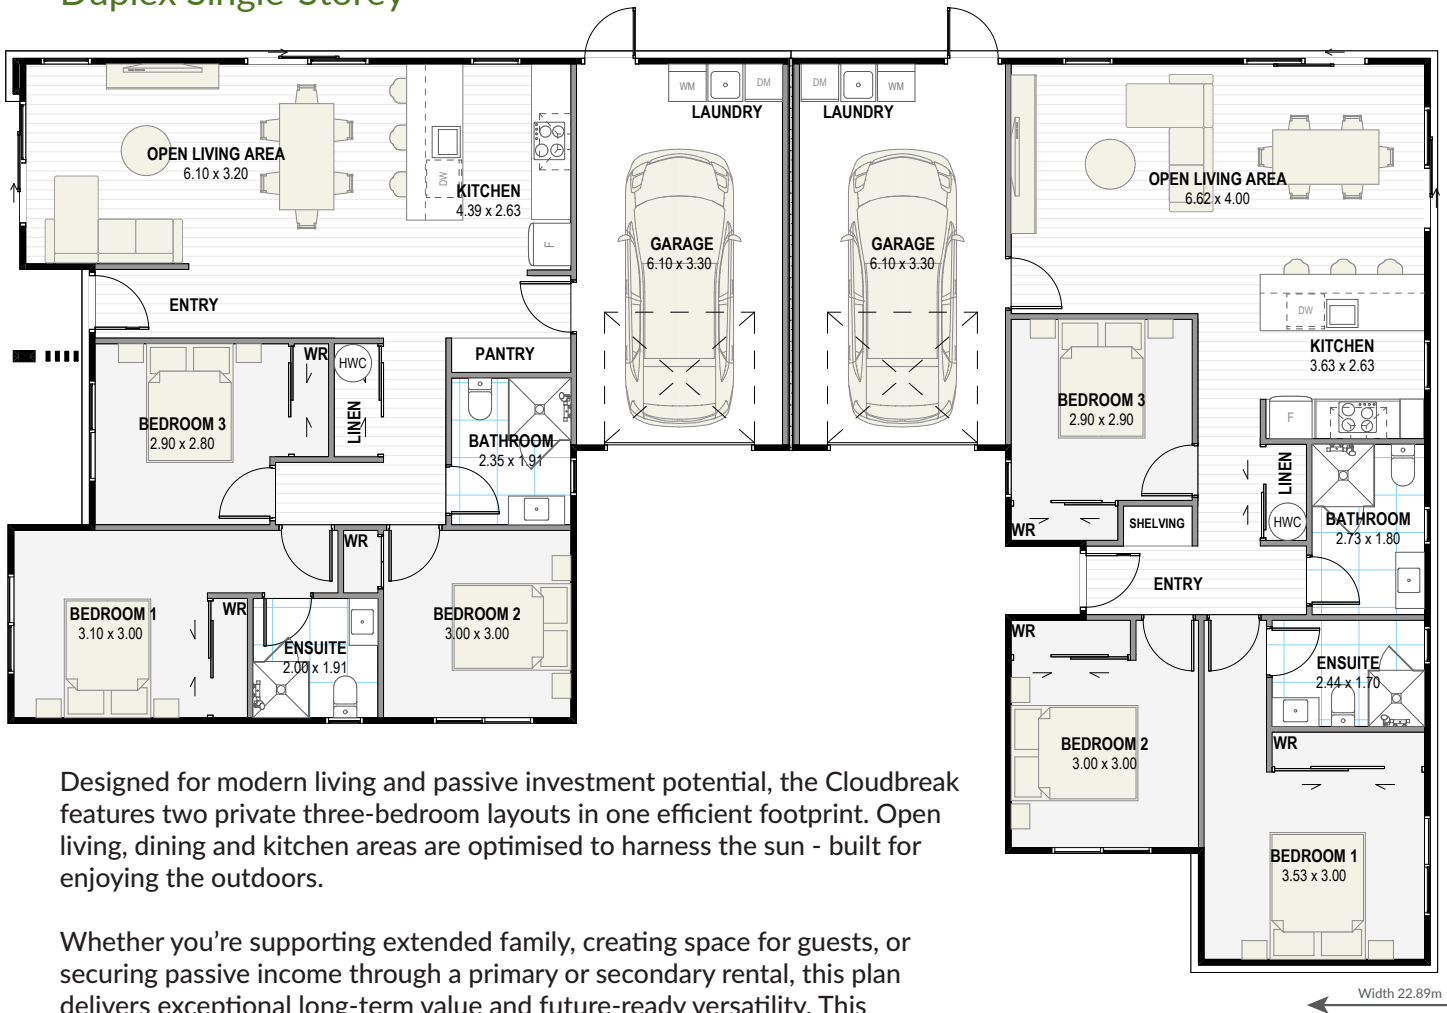 Duplex Single-Storey
WM
DM
LAUNDRY
DM
WM
LAUNDRY
OPEN LIVING AREA
6.10 x 3.20
DW
KITCHEN
4.39 x 2.63
F
GARAGE
6.10 x 3.30
GARAGE
6.10 x 3.30
OPEN LIVING AREA
6.62 x 4.00
ENTRY
DW
KITCHEN
3.63 x 2.63
F
WR
HWC
LINEN
PANTRY
BEDROOM 3
2.90 x 2.80
BATHROOM
2.35 x 1.91
BEDROOM 3
2.90 x 2.90
LINEN
HWC
WR
SHELVING
BATHROOM
2.73 x 1.80
WR
ENTRY
BEDROOM 1
3.10 x 3.00
WR
ENSUITE
2.00 x 1.91
BEDROOM 2
3.00 x 3.00
WR
ENSUITE
2.44 x 1.70
BEDROOM 2
3.00 x 3.00
WR
BEDROOM 1
3.53 x 3.00
Designed for modern living and passive investment potential, the Cloudbreak
features two private three-bedroom layouts in one efficient footprint. Open
living, dining and kitchen areas are optimised to harness the sun - built for
enjoying the outdoors.
Whether you’re supporting extended family, creating space for guests, or
securing passive income through a primary or secondary rental, this plan
delivers exceptional long-term value and future-ready versatility. This
Width 22.89m